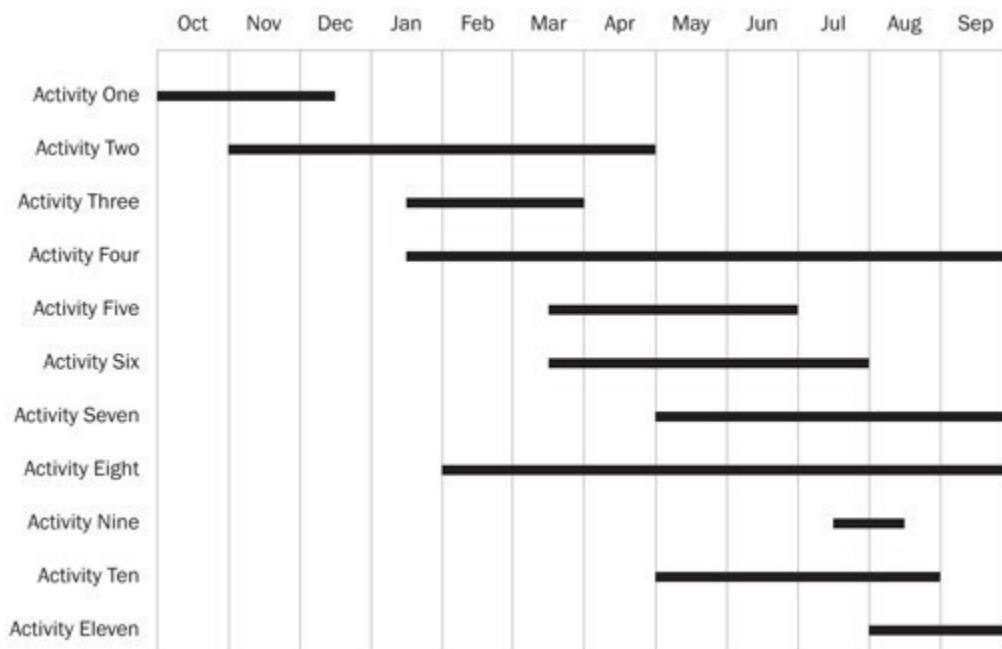 Oct Nov Dec Jan Feb Mar Apr May Jun Jul Aug Sep
Activity One
Activity Two
Activity Three
Activity Four
Activity Five
Activity Six
Activity Seven
Activity Eight
Activity Nine
Activity Ten
Activity Eleven